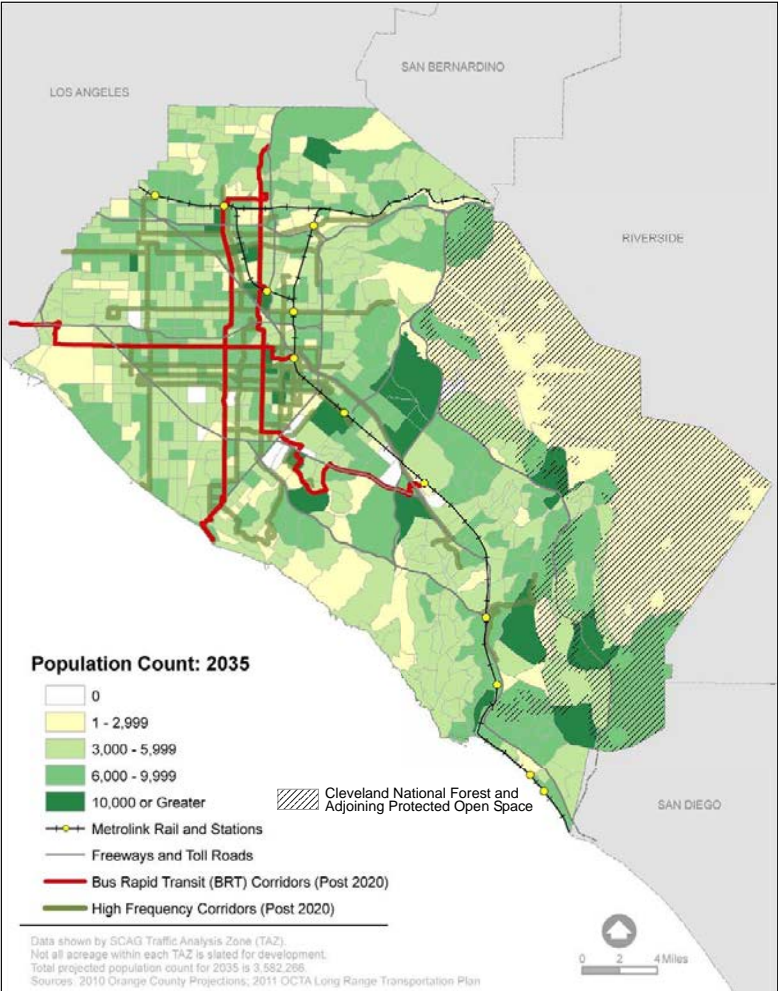 SAN BERNARDINO
LOS ANGELES
RIVERSIDE
Population Count: 2035
0
1 - 2,999
3,000 - 5,999
6,000 - 9,999
10,000 or Greater
Cleveland National Forest and
Adjoining Protected Open Space
SAN DIEGO
Metrolink Rail and Stations
Freeways and Toll Roads
Bus Rapid Transit (BRT) Corridors (Post 2020)
High Frequency Corridors (Post 2020)
Data shown by SCAG Traffic Analysis Zone (TAZ).
Not all acreage within each TAZ is slated for development.
Total projected population count for 2035 is 3,582,266.
Sources: 2010 Orange County Projections; 2011 OCTA Long Range Transportation Plan
0 2 4 Miles